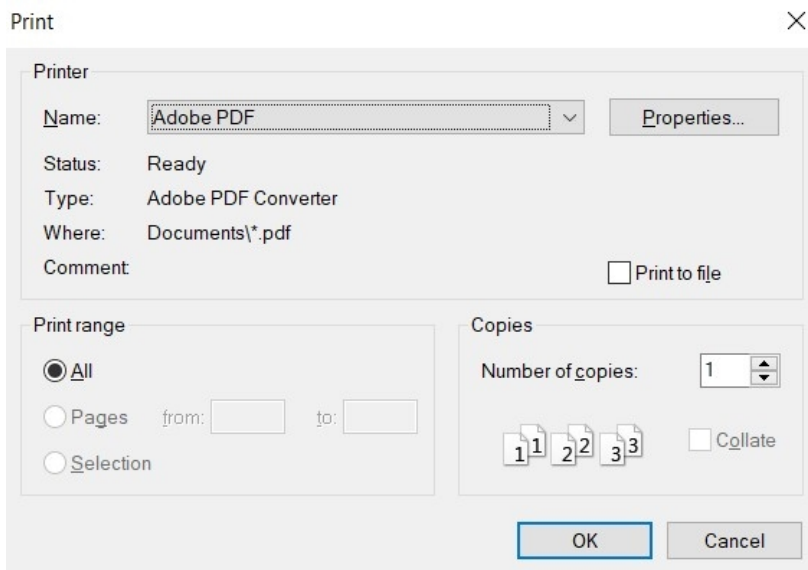 Print
Printer
Name: Adobe PDF Properties...
Status: Ready
Type: Adobe PDF Converter
Where: Documents\*.pdf
Comment:
Print to file
Print range
All
Pages from: to:
Selection
Copies
Number of copies: 1
1 1 2 2 3 3
Collate
OK Cancel